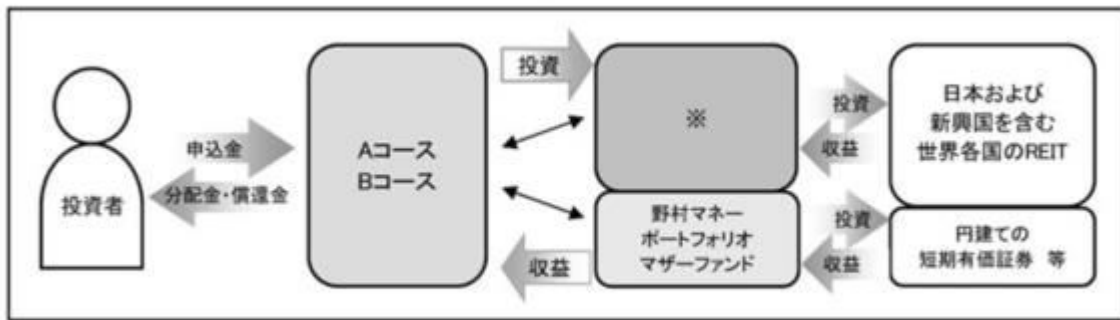 投資者
申込金
分配金・償還金
Aコース
Bコース
投資
収益
※
野村マネー
ポートフォリオ
マザーファンド
投資
収益
投資
収益
日本および
新興国を含む
世界各国のREIT
円建ての
短期有価証券 等